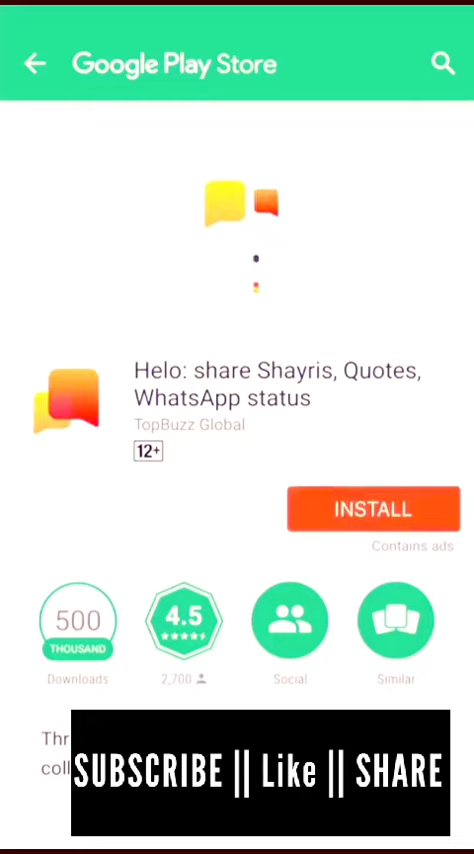 Google Play Store
Helo: share Shayris, Quotes,
WhatsApp status
TopBuzz Global
12+
INSTALL
Contains ads
500
THOUSAND
4.5
Downloads
2,700
Social
Similar
SUBSCRIBE || Like || SHARE